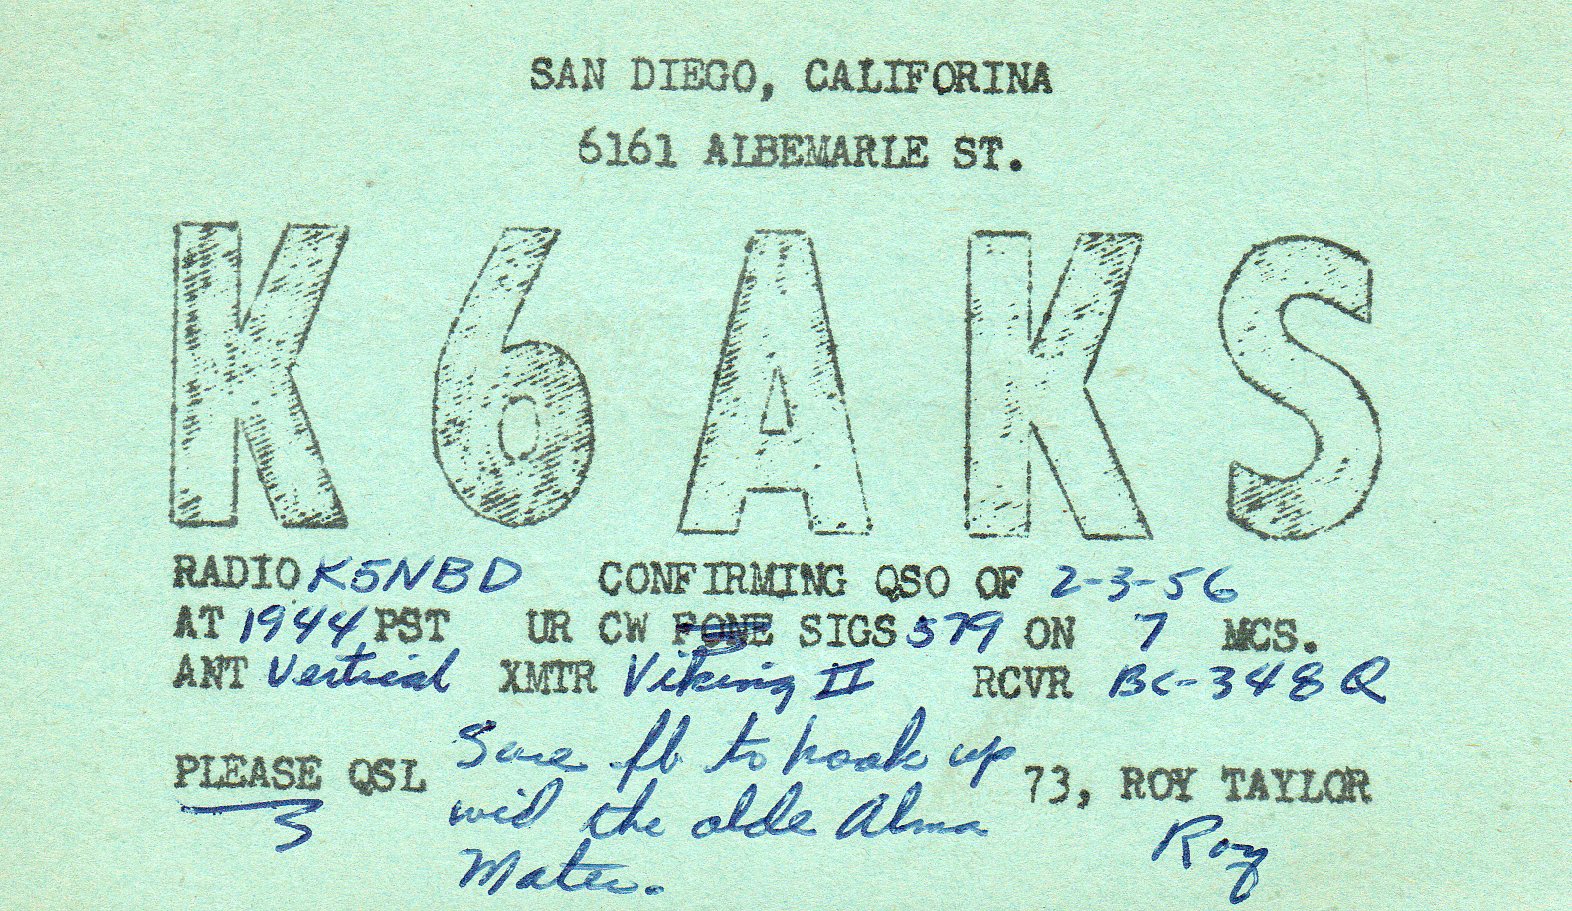 SAN DIEGO, CALIFORINA
6161 ALBEMARLE ST.
K6AKS
RADIO K5NBD CONFIRMING QSO OF 2-3-56
AT 1944 PST UR CW FONE SIGS 579 ON 7 MCS.
ANT Vertical XMTR Viking II RCVR BC-348Q
PLEASE QSL Sure fb to hook up
wid the olde Alma
Mater.
73, ROY TAYLOR
Roy